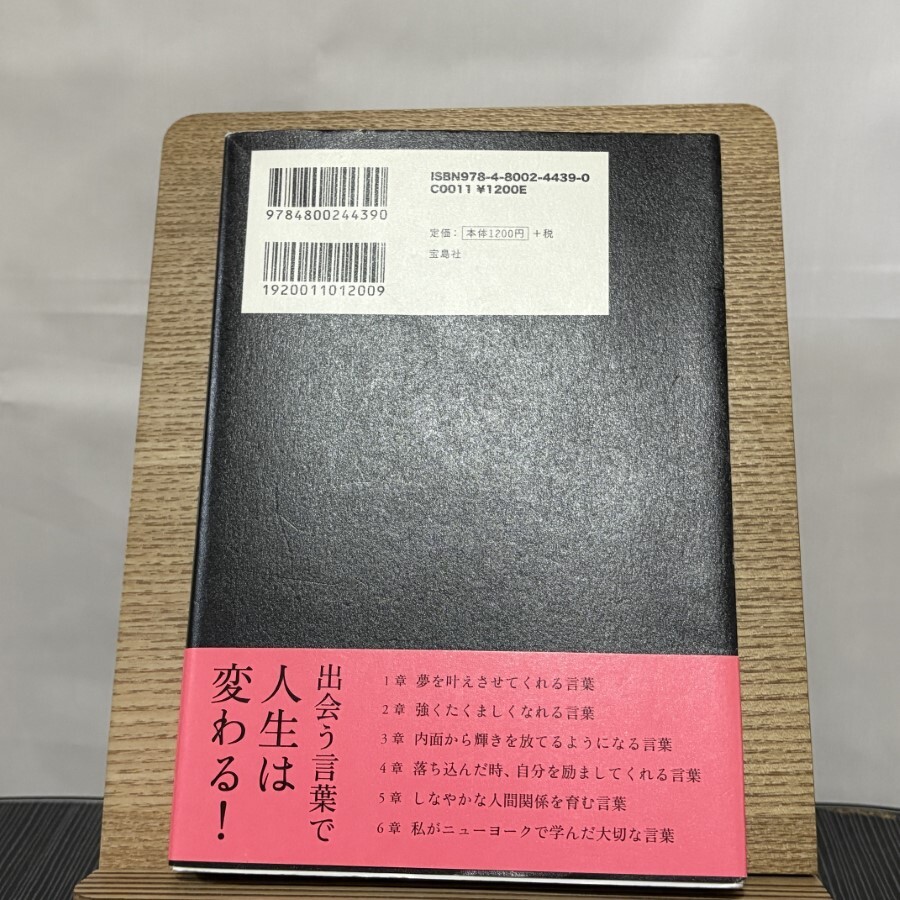 ISBN978-4-8002-4439-0
C0011 ¥1200E
9784800244390
定価：本体1200円＋税
宝島社
1920011012009
出会う言葉で
人生は
変わる！
1章 夢を叶えさせてくれる言葉
2章 強くたくましくなれる言葉
3章 内面から輝きを放てるようになる言葉
4章 落ち込んだ時、自分を励ましてくれる言葉
5章 しなやかな人間関係を育む言葉
6章 私がニューヨークで学んだ大切な言葉